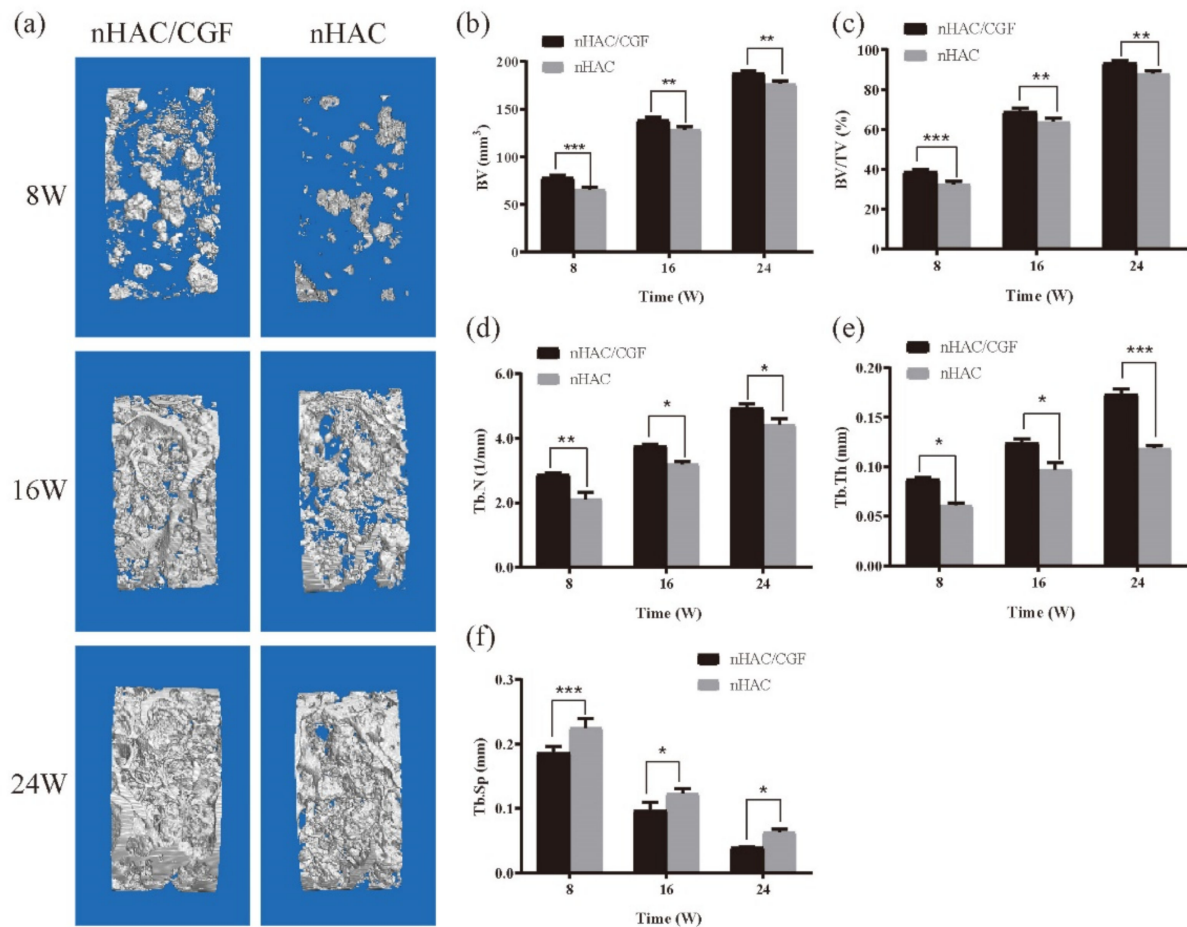 (a)
nHAC/CGF
nHAC
8W
16W
24W
(b)
nHAC/CGF
nHAC
BV (mm³)
200
150
100
50
0
***
**
**
8
16
24
Time (W)
(c)
nHAC/CGF
nHAC
BV/TV (%)
100
80
60
40
20
0
***
**
**
8
16
24
Time (W)
(d)
nHAC/CGF
nHAC
Tb.N (1/mm)
6.0
4.0
2.0
0.0
**
*
*
8
16
24
Time (W)
(e)
nHAC/CGF
nHAC
Tb.Th (mm)
0.20
0.15
0.10
0.05
0.00
*
*
***
8
16
24
Time (W)
(f)
nHAC/CGF
nHAC
Tb.Sp (mm)
0.3
0.2
0.1
0.0
***
*
*
8
16
24
Time (W)